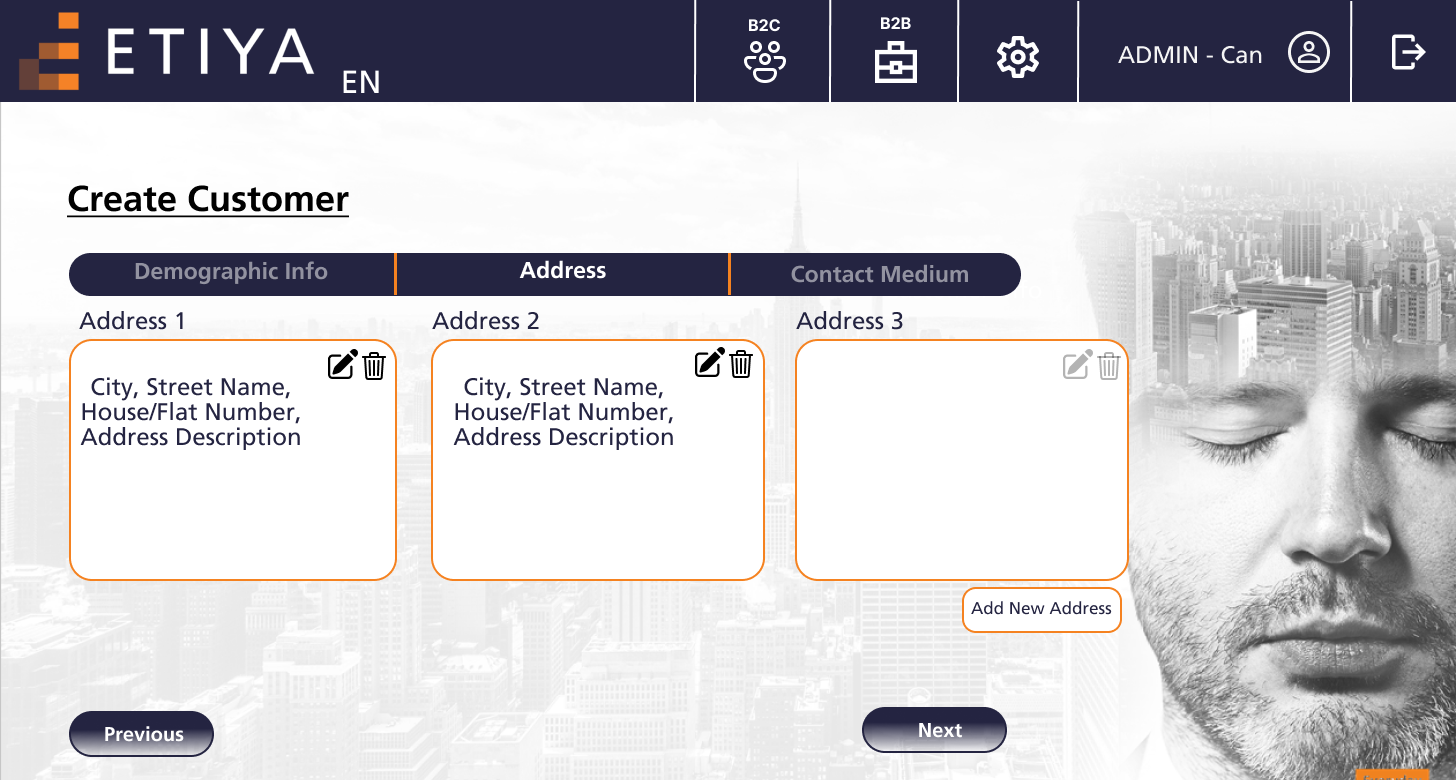 ETIYA
EN
B2C
B2B
ADMIN - Can
Create Customer
Demographic Info
Address
Contact Medium
Address 1
Address 2
Address 3
City, Street Name,
House/Flat Number,
Address Description
City, Street Name,
House/Flat Number,
Address Description
Add New Address
Previous
Next